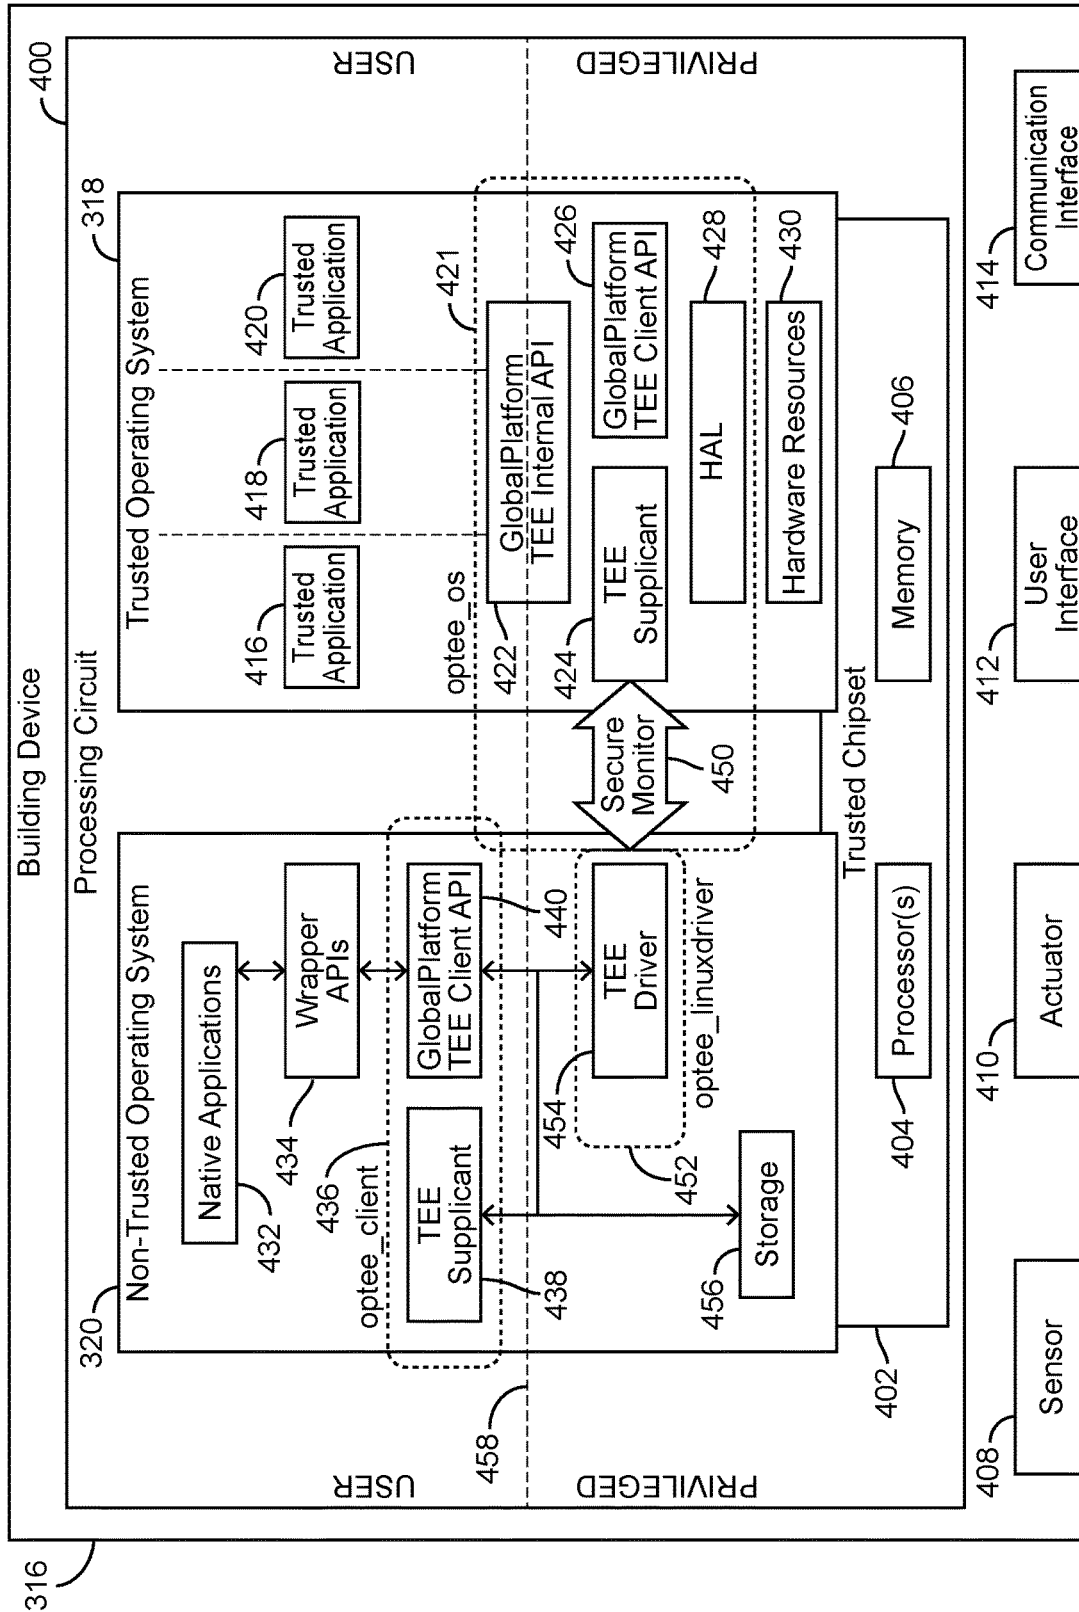 Building Device
316
Processing Circuit
400
USER
PRIVILEGED
USER
PRIVILEGED
458
320
Non-Trusted Operating System
Native Applications
432
Wrapper
APIs
434
436
optee_client
TEE
Supplicant
438
GlobalPlatform
TEE Client API
440
TEE
Driver
454
optee_linuxdriver
452
Storage
456
Secure
Monitor
450
318
Trusted Operating System
416
Trusted
Application
418
Trusted
Application
420
Trusted
Application
optee_os
421
GlobalPlatform
TEE Internal API
422
TEE
Supplicant
424
GlobalPlatform
TEE Client API
426
HAL
428
Hardware Resources
430
Trusted Chipset
402
Processor(s)
404
Memory
406
Sensor
408
Actuator
410
User
Interface
412
Communication
Interface
414